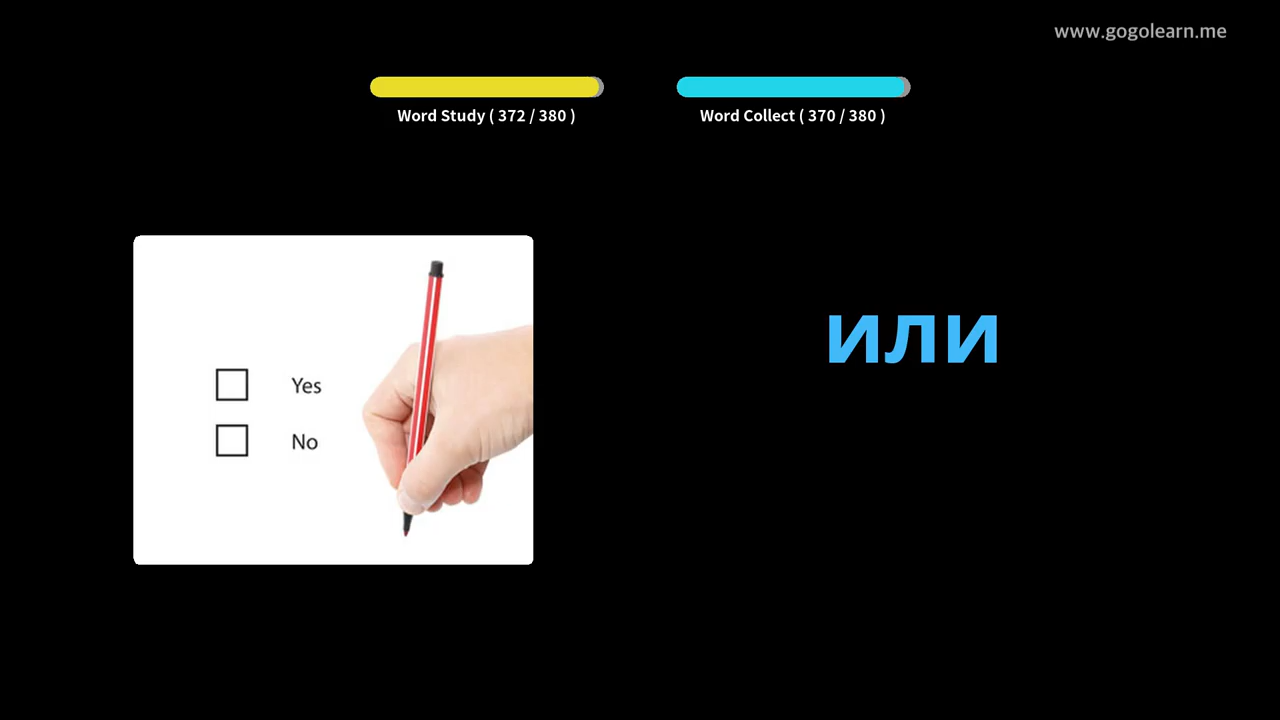 www.gogolearn.me
Word Study ( 372 / 380 )
Word Collect ( 370 / 380 )
или
Yes
No